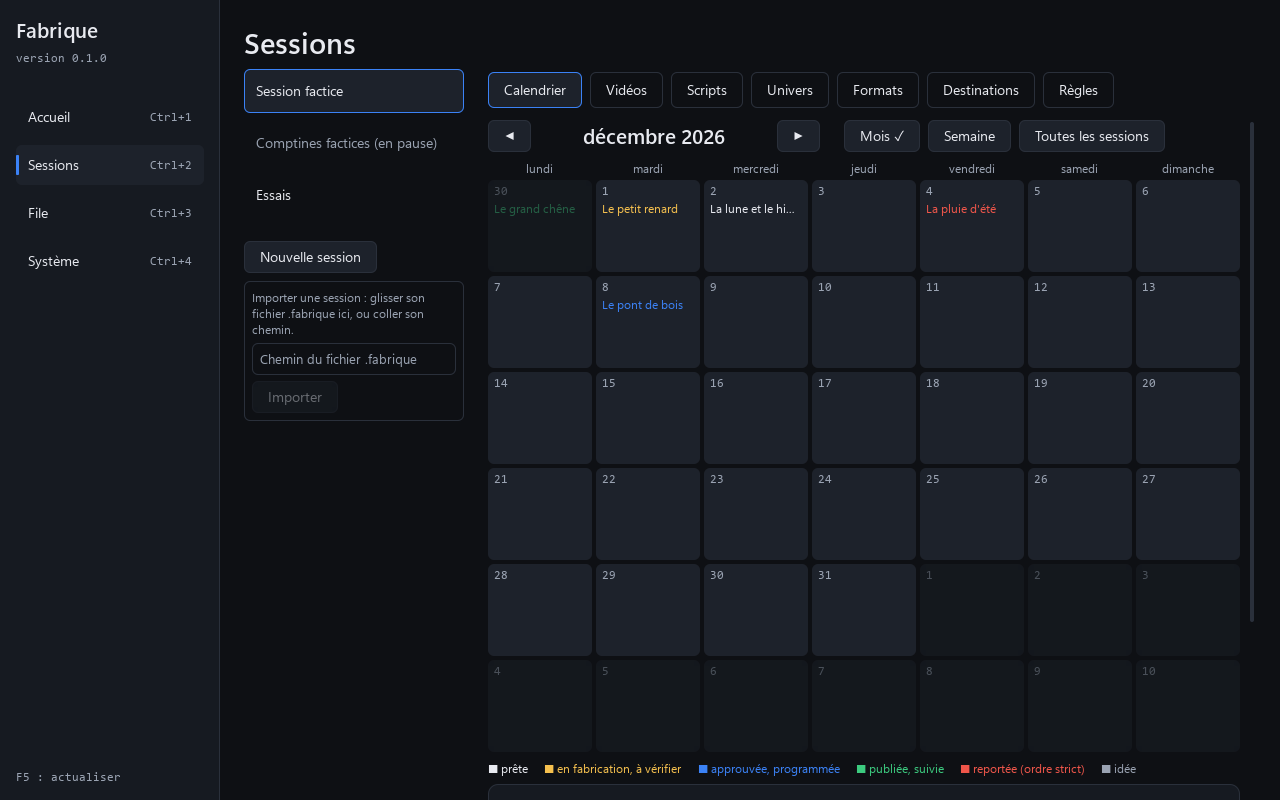 Fabrique
version 0.1.0
Accueil Ctrl+1
Sessions Ctrl+2
File Ctrl+3
Système Ctrl+4
F5 : actualiser
Sessions
Session factice
Comptines factices (en pause)
Essais
Nouvelle session
Importer une session : glisser son
fichier .fabrique ici, ou coller son
chemin.
Chemin du fichier .fabrique
Importer
Calendrier Vidéos Scripts Univers Formats Destinations Règles
◄ décembre 2026 ► Mois ✓ Semaine Toutes les sessions
lundi mardi mercredi jeudi vendredi samedi dimanche
30 1 2 3 4 5 6
Le grand chêne Le petit renard La lune et le hi... La pluie d'été
7 8 9 10 11 12 13
Le pont de bois
14 15 16 17 18 19 20
21 22 23 24 25 26 27
28 29 30 31 1 2 3
4 5 6 7 8 9 10
■ prête ■ en fabrication, à vérifier ■ approuvée, programmée ■ publiée, suivie ■ reportée (ordre strict) ■ idée